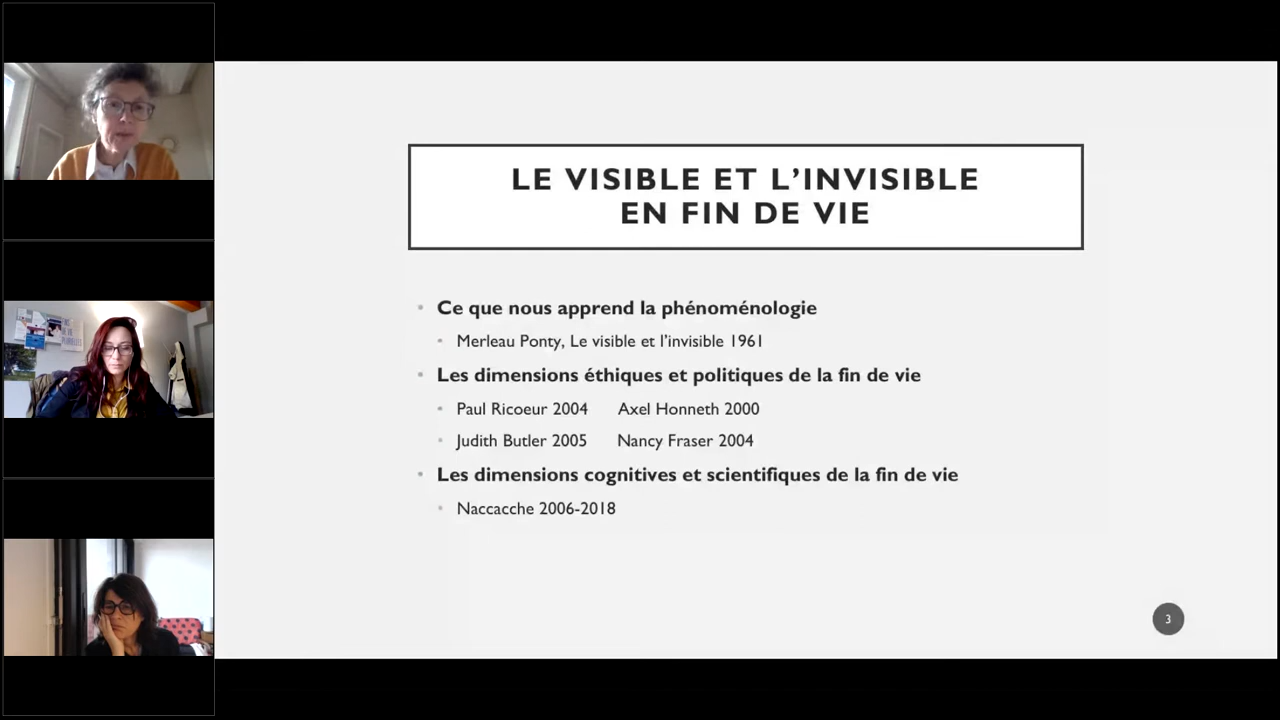 LE VISIBLE ET L’INVISIBLE
EN FIN DE VIE
Ce que nous apprend la phénoménologie
Merleau Ponty, Le visible et l’invisible 1961
Les dimensions éthiques et politiques de la fin de vie
Paul Ricoeur 2004 Axel Honneth 2000
Judith Butler 2005 Nancy Fraser 2004
Les dimensions cognitives et scientifiques de la fin de vie
Naccacche 2006-2018
3